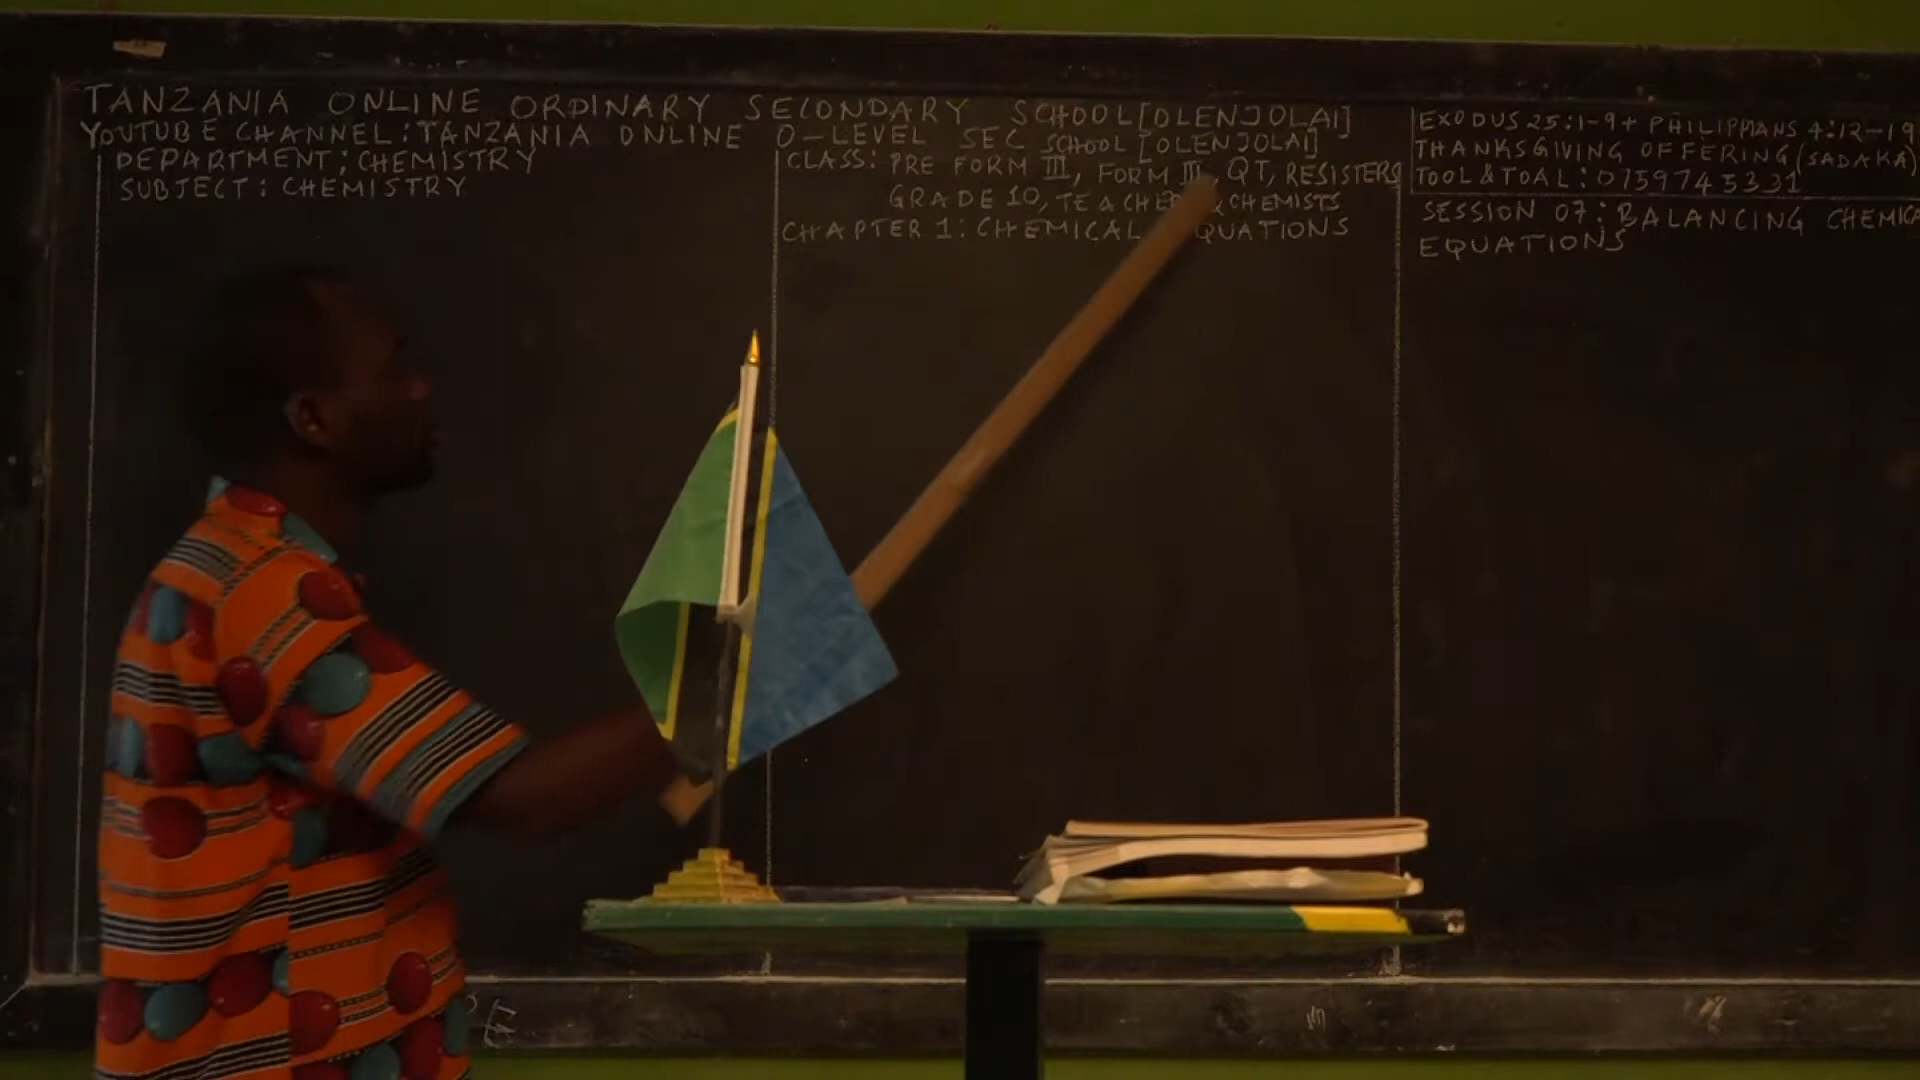 TANZANIA ONLINE ORDINARY SECONDARY SCHOOL[OLENJOLAI]
YOUTUBE CHANNEL: TANZANIA ONLINE O-LEVEL SEC SCHOOL [OLENJOLAI]
DEPARTMENT: CHEMISTRY
SUBJECT: CHEMISTRY
CLASS: PRE FORM III, FORM III, QT, RESISTERS
GRADE 10, & CHEMISTS
CHAPTER 1: CHEMICAL
EXODUS 25:1-9+ PHILIPPIANS 4:12-19
THANKSGIVING OFFERING (SADAKA)
TOOL & TOAL: 0759745331
SESSION 07: BALANCING
EQUATIONS